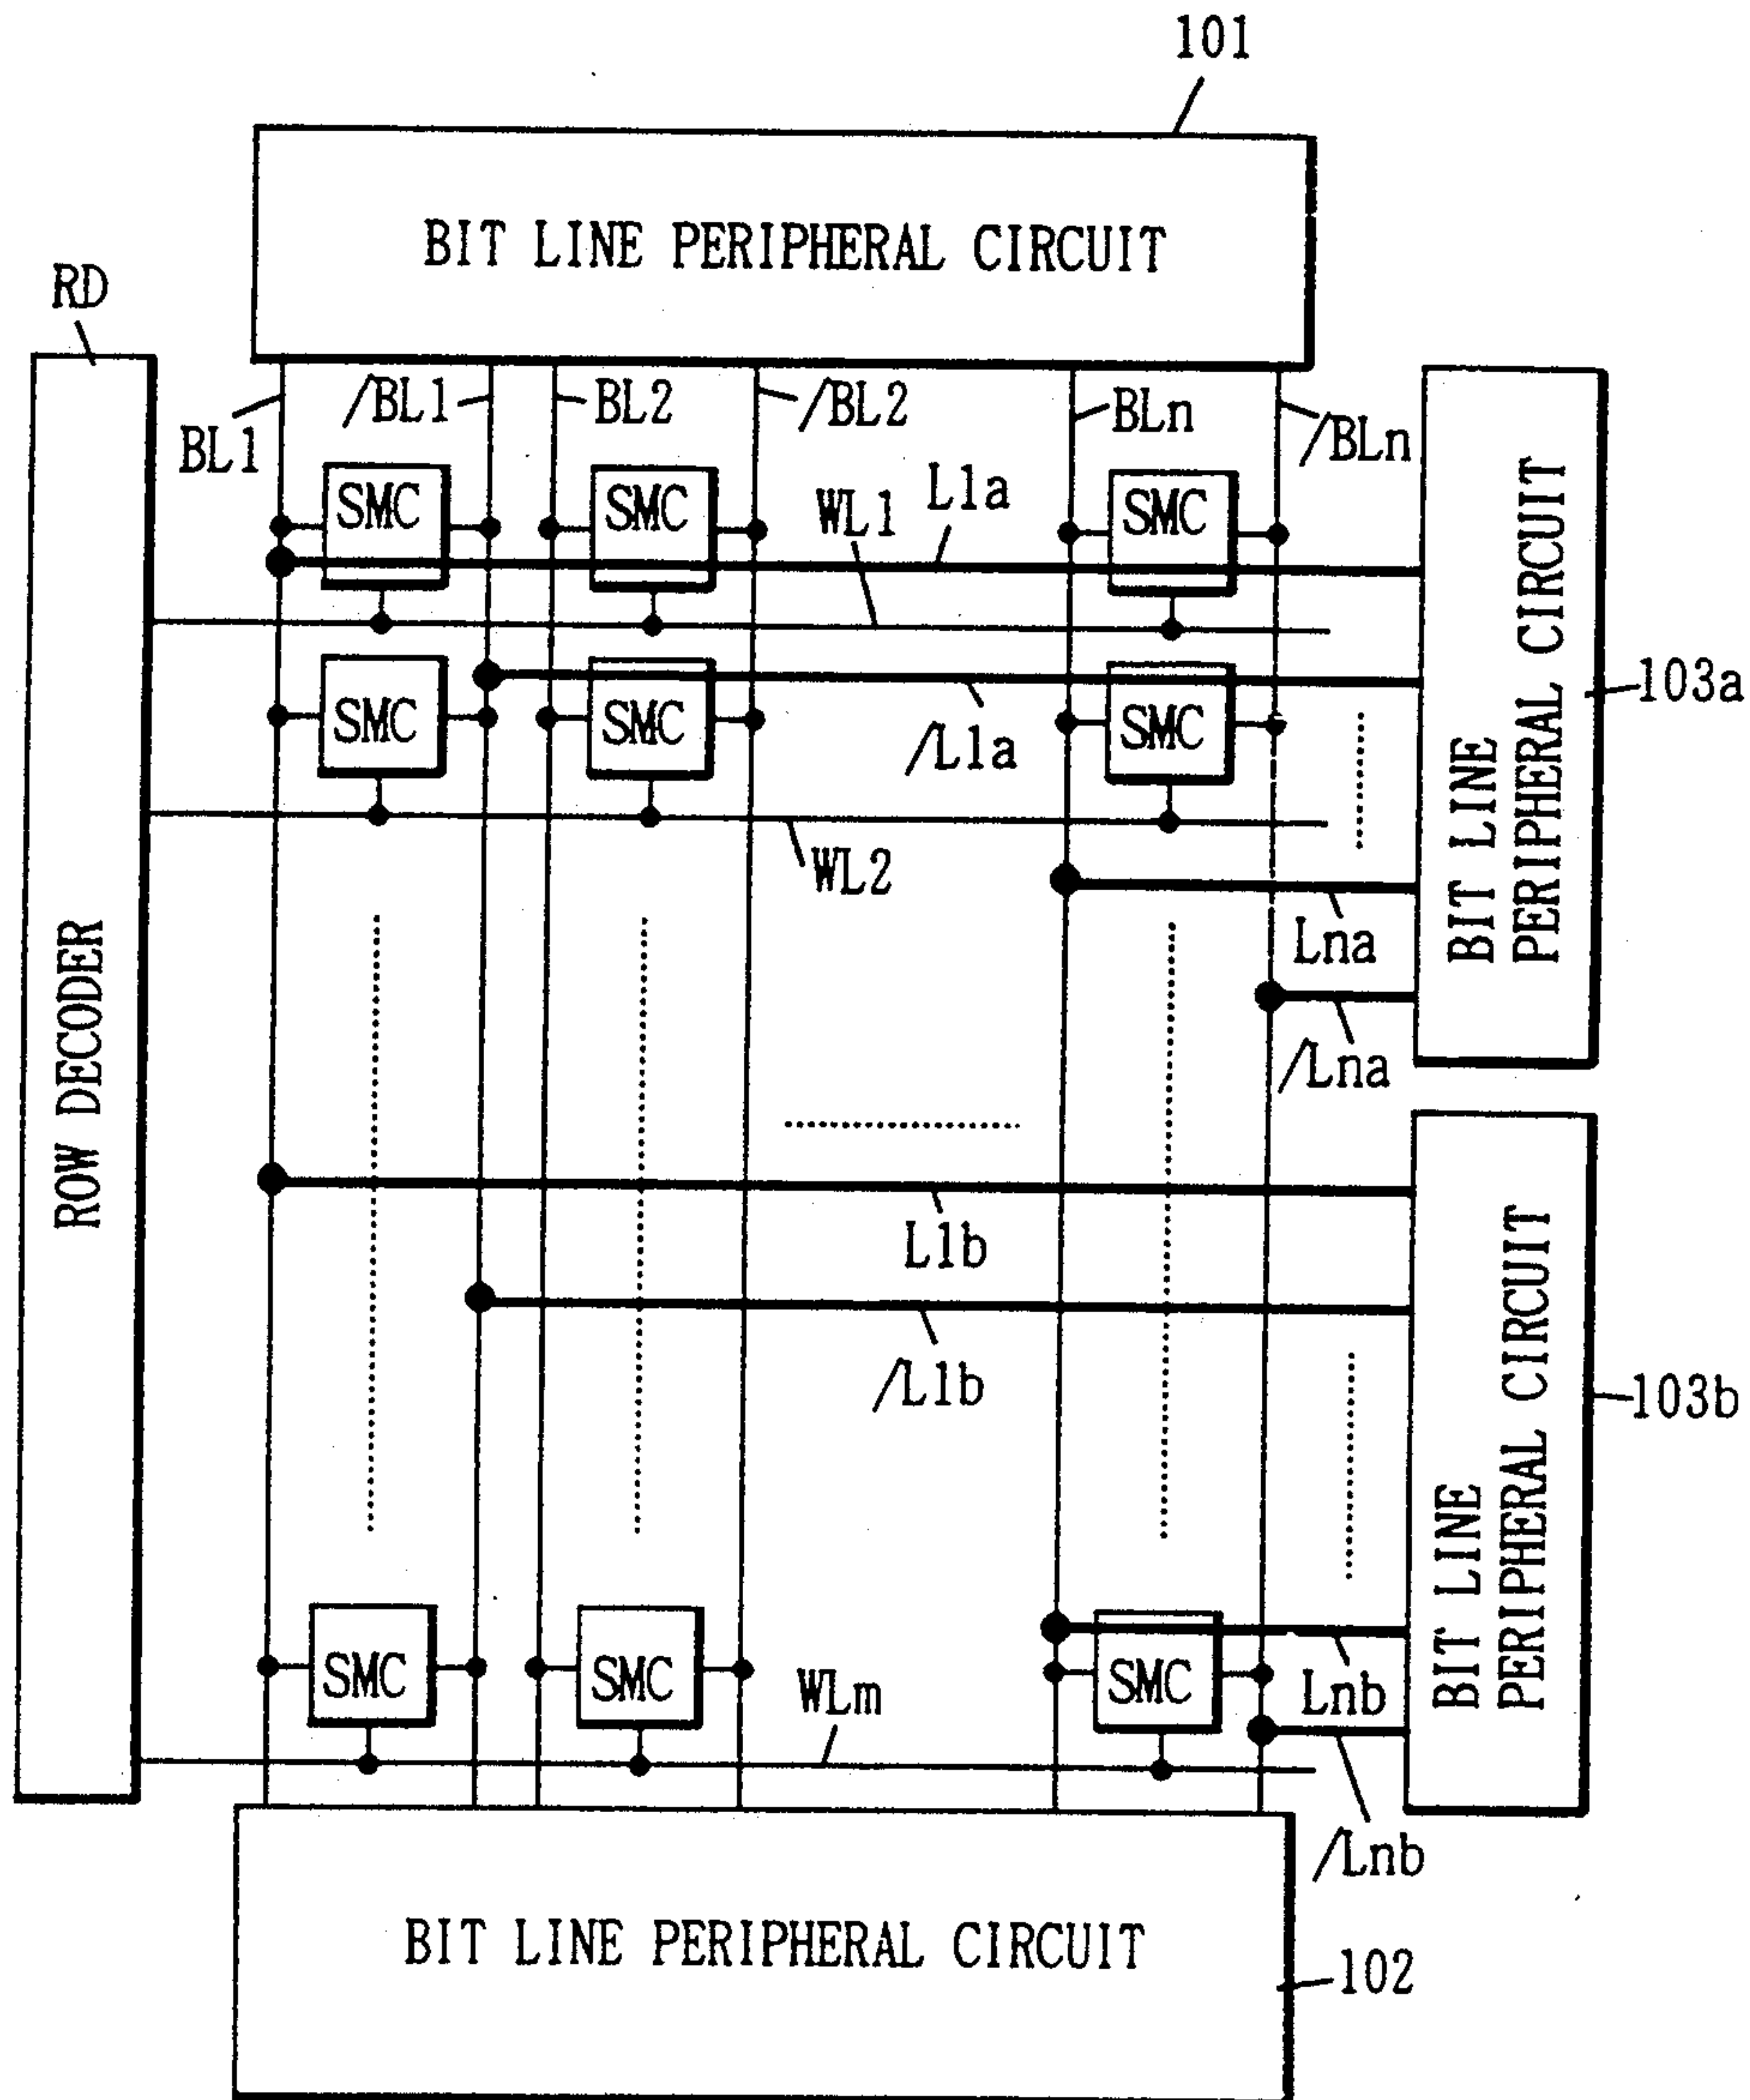 101
BIT LINE PERIPHERAL CIRCUIT
RD
BL1
/BL1
BL2
/BL2
BLn
/BLn
SMC
SMC
SMC
WL1
L1a
SMC
SMC
SMC
/L1a
WL2
Lna
/Lna
BIT LINE
PERIPHERAL CIRCUIT
103a
ROW DECODER
L1b
/L1b
BIT LINE
PERIPHERAL CIRCUIT
103b
SMC
SMC
SMC
WLm
Lnb
/Lnb
BIT LINE PERIPHERAL CIRCUIT
102